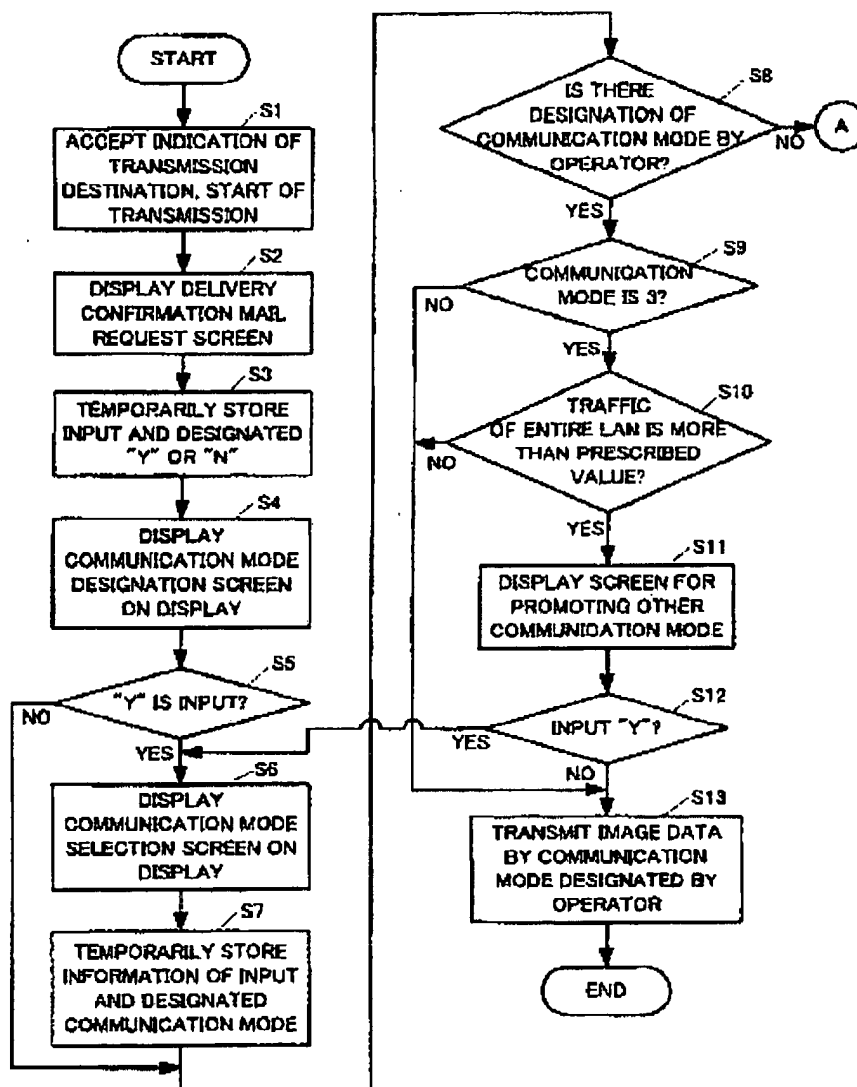 START
S1
ACCEPT INDICATION OF
TRANSMISSION
DESTINATION, START OF
TRANSMISSION
S2
DISPLAY DELIVERY
CONFIRMATION MAIL
REQUEST SCREEN
S3
TEMPORARILY STORE
INPUT AND DESIGNATED
"Y" OR "N"
S4
DISPLAY
COMMUNICATION MODE
DESIGNATION SCREEN
ON DISPLAY
S5
"Y" IS INPUT?
NO
YES
S6
DISPLAY
COMMUNICATION MODE
SELECTION SCREEN ON
DISPLAY
S7
TEMPORARILY STORE
INFORMATION OF INPUT
AND DESIGNATED
COMMUNICATION MODE
S8
IS THERE
DESIGNATION OF
COMMUNICATION MODE BY
OPERATOR?
NO
A
YES
S9
COMMUNICATION
MODE IS 3?
NO
YES
S10
TRAFFIC
OF ENTIRE LAN IS MORE
THAN PRESCRIBED
VALUE?
NO
YES
S11
DISPLAY SCREEN FOR
PROMOTING OTHER
COMMUNICATION MODE
S12
INPUT "Y"?
YES
NO
S13
TRANSMIT IMAGE DATA
BY COMMUNICATION
MODE DESIGNATED BY
OPERATOR
END